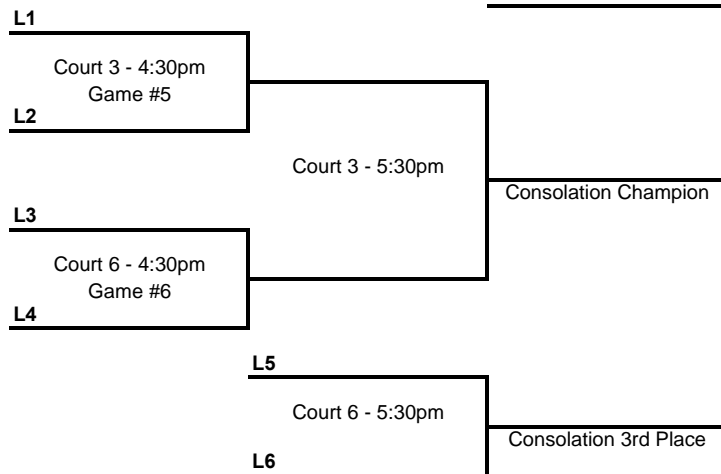 L1
Court 3 - 4:30pm
Game #5
L2
Court 3 - 5:30pm
Consolation Champion
L3
Court 6 - 4:30pm
Game #6
L4
L5
Court 6 - 5:30pm
Consolation 3rd Place
L6